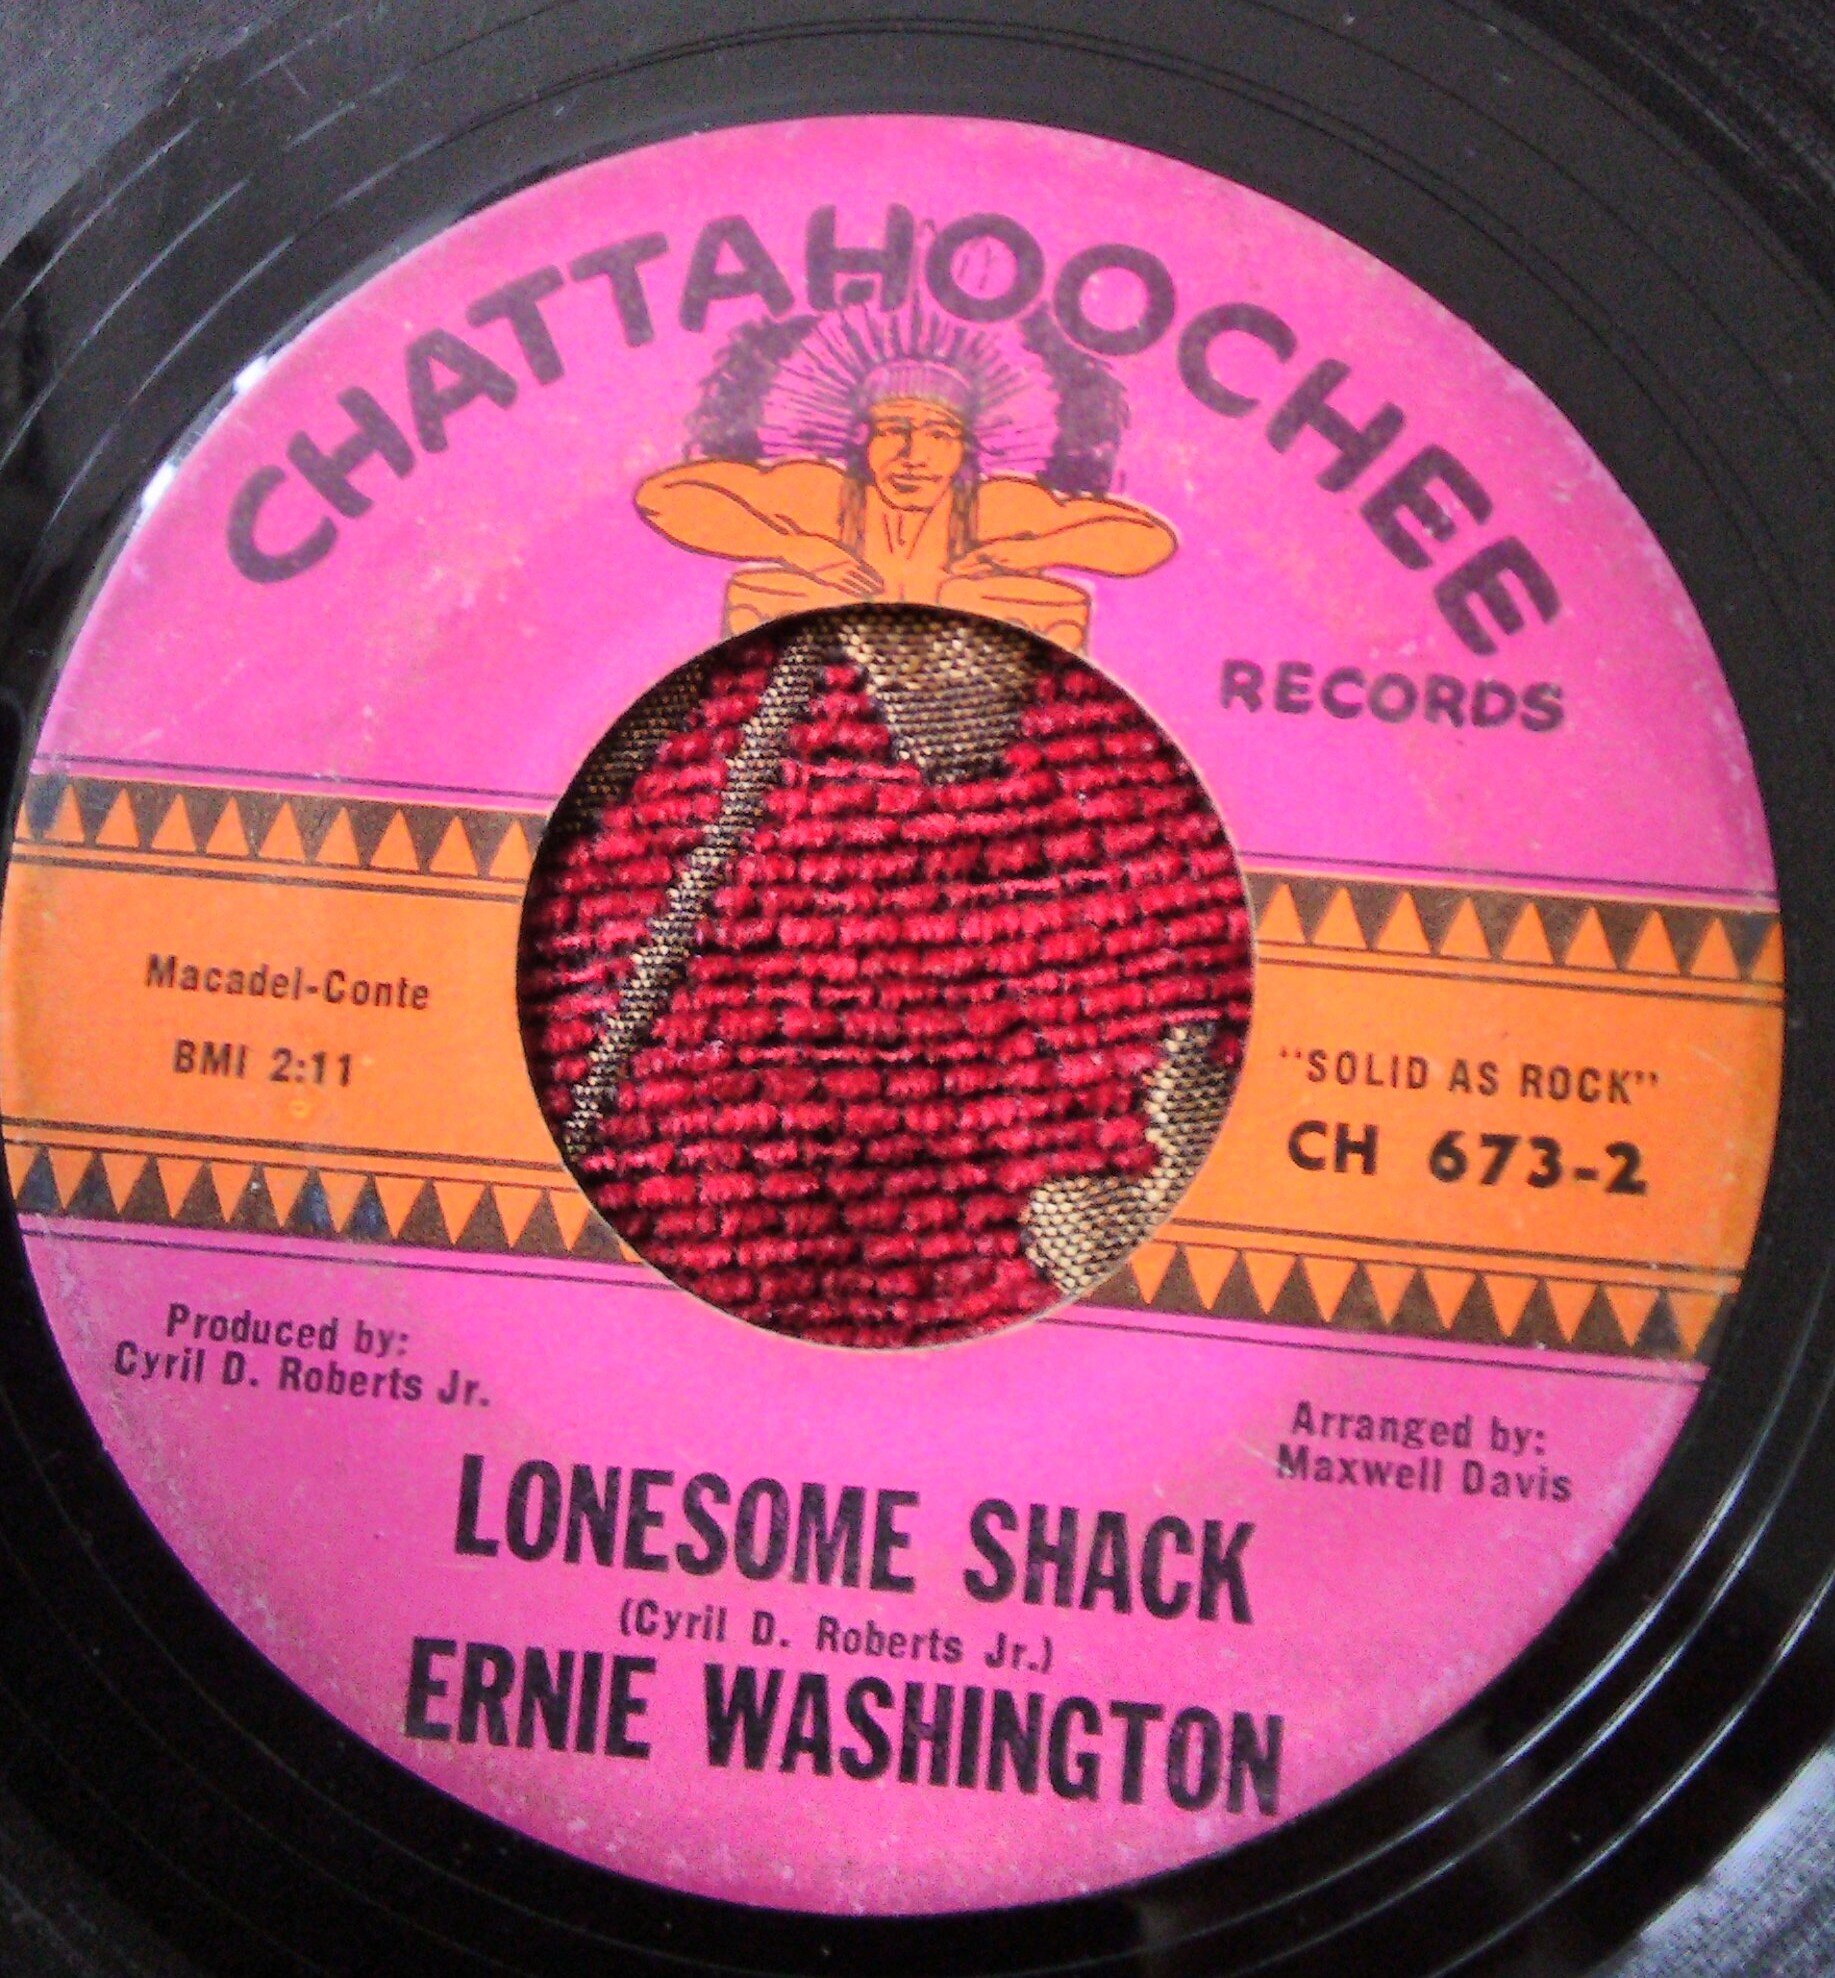 CHATTAHOOCHEE
RECORDS
Macadel-Conte
BMI 2:11
"SOLID AS ROCK"
CH 673-2
Produced by:
Cyril D. Roberts Jr.
Arranged by:
Maxwell Davis
LONESOME SHACK
(Cyril D. Roberts Jr.)
ERNIE WASHINGTON